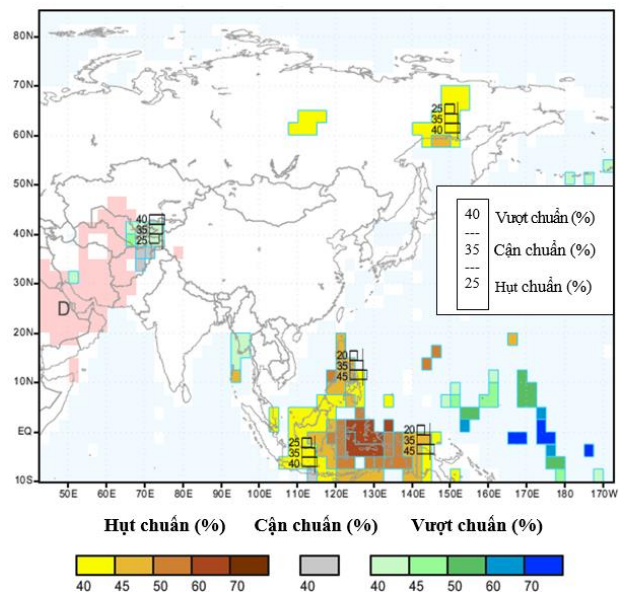 80N
70N
60N
50N
40N
30N
20N
10N
EQ
10S
25
35
40
40
35
25
D
20
35
45
25
35
40
20
35
45
40 Vượt chuẩn (%)
---
35 Cận chuẩn (%)
---
25 Hụt chuẩn (%)
50E 60E 70E 80E 90E 100E 110E 120E 130E 140E 150E 160E 170E 180 170W
Hụt chuẩn (%) Cận chuẩn (%) Vượt chuẩn (%)
40 45 50 60 70 40 40 45 50 60 70